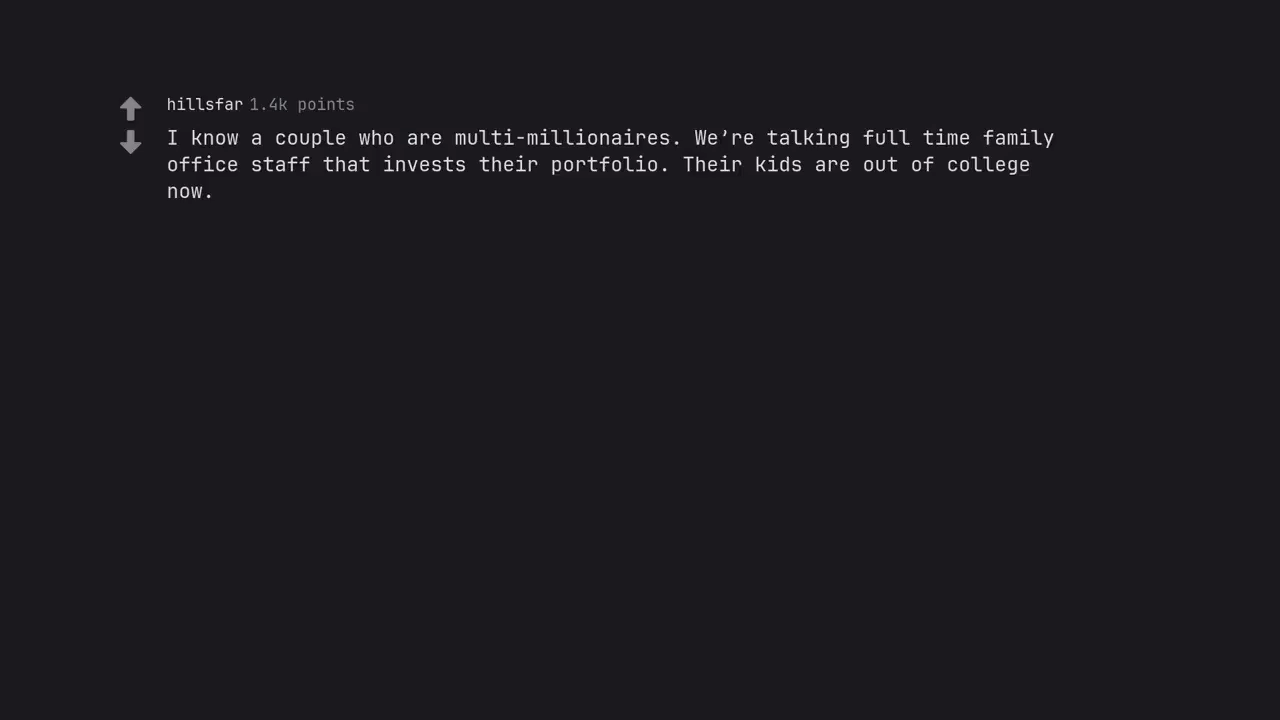 hillsfar 1.4k points
I know a couple who are multi-millionaires. We’re talking full time family
office staff that invests their portfolio. Their kids are out of college
now.